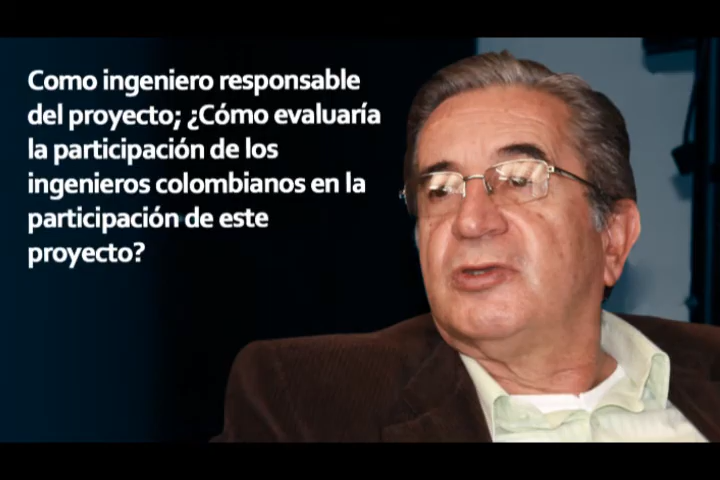 Como ingeniero responsable
del proyecto; ¿Cómo evaluaría
la participación de los
ingenieros colombianos en la
participación de este
proyecto?